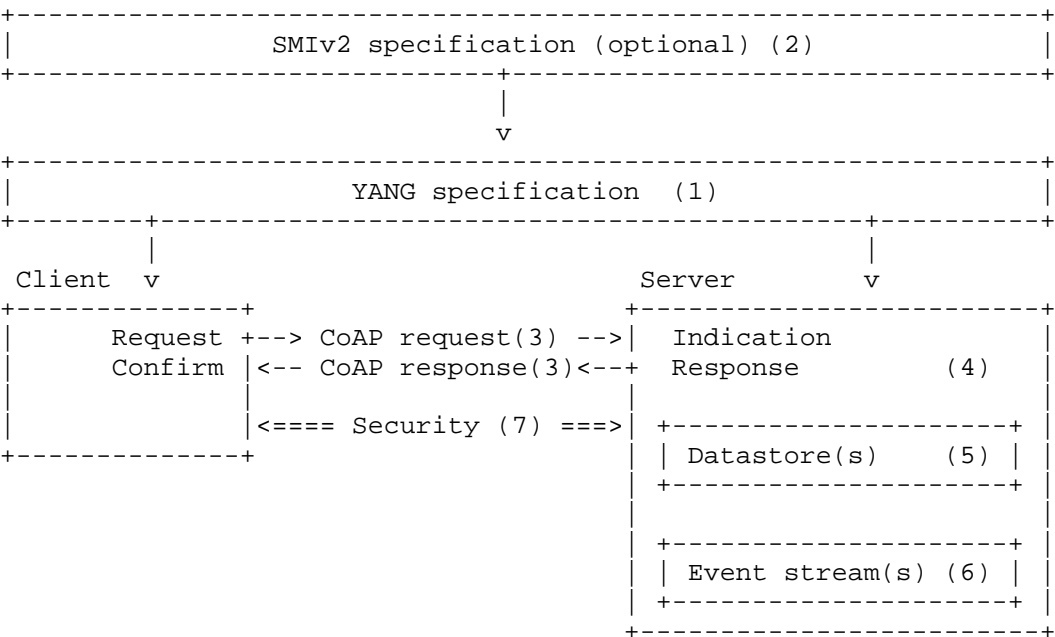 SMIv2 specification (optional) (2)
v
YANG specification (1)
Client v Server v
Request +--> CoAP request(3) -->| Indication
Confirm |<-- CoAP response(3)<--+ Response (4)
|<==== Security (7) ===>|
Datastore(s) (5)
Event stream(s) (6)